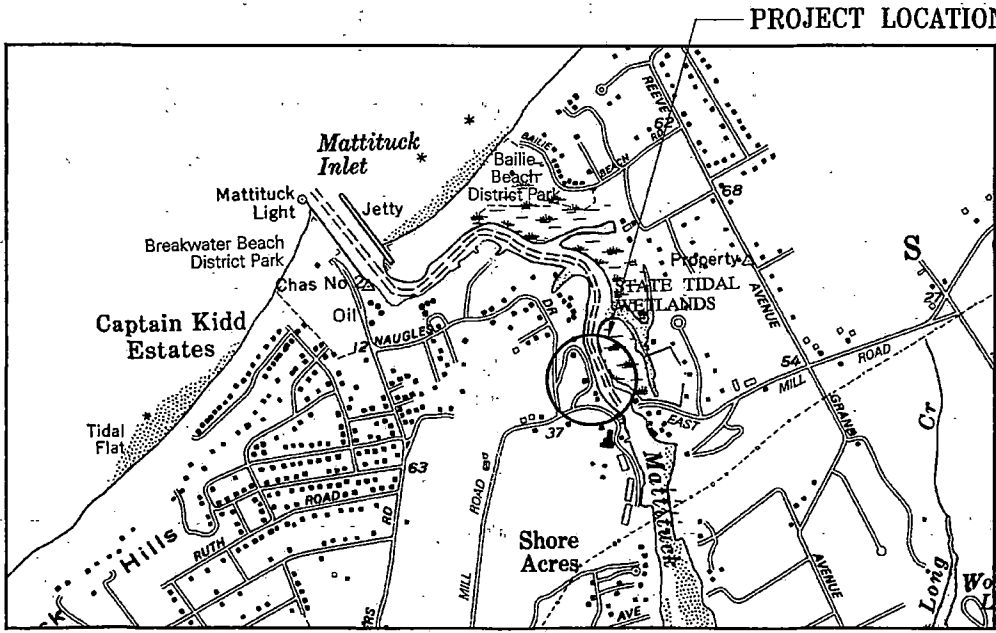 PROJECT LOCATION
Mattituck
Inlet
Mattituck
Light
Jetty
Breakwater Beach
District Park
Chas No 2
Oil
Captain Kidd
Estates
Tidal
Flat
BAILIE
BEACH
RD
Bailie
Beach
District Park
REEVE
62
68
AVENUE
Property
STATE TIDAL
WETLANDS
S
27
54
MILL
ROAD
EAST
GRAND
AVENUE
12
NAUGLES
DR
37
63
RUTH
ROAD
RD
MILL
ROAD
Hills
Shore
Acres
AVE
Mattituck
Long
Cr